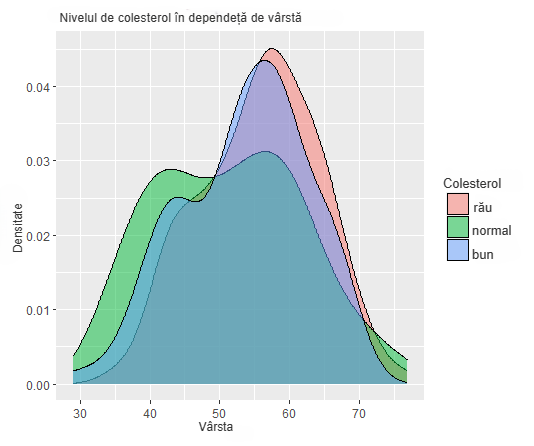 Nivelul de colesterol în dependeță de vârstă
0.04
0.03
0.02
0.01
0.00
Densitate
30 40 50 60 70
Vârsta
Colesterol
rău
normal
bun